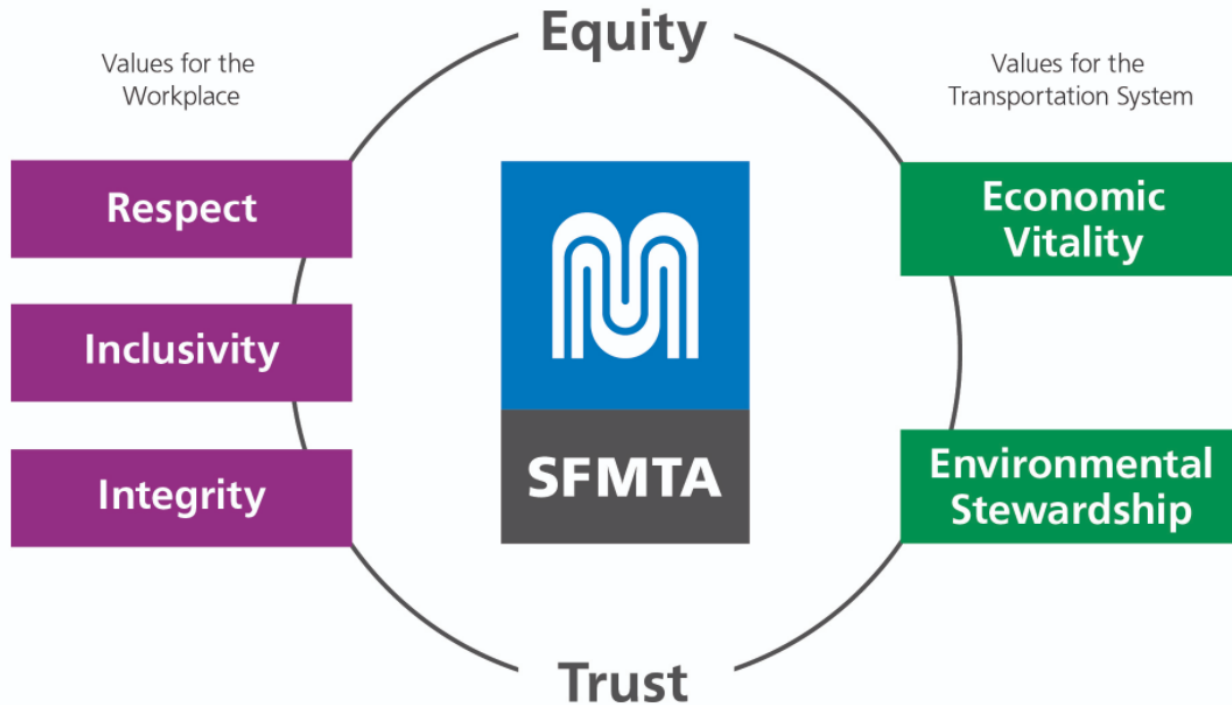 Equity
Values for the
Workplace
Respect
Inclusivity
Integrity
SFMTA
Values for the
Transportation System
Economic
Vitality
Environmental
Stewardship
Trust